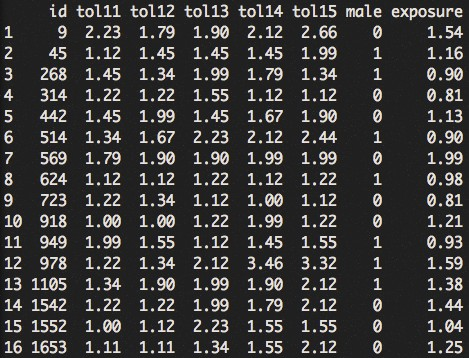 id tol11 tol12 tol13 tol14 tol15 male exposure
1 9 2.23 1.79 1.90 2.12 2.66 0 1.54
2 45 1.12 1.45 1.45 1.45 1.99 1 1.16
3 268 1.45 1.34 1.99 1.79 1.34 1 0.90
4 314 1.22 1.22 1.55 1.12 1.12 0 0.81
5 442 1.45 1.99 1.45 1.67 1.90 0 1.13
6 514 1.34 1.67 2.23 2.12 2.44 1 0.90
7 569 1.79 1.90 1.90 1.99 1.99 0 1.99
8 624 1.12 1.12 1.22 1.12 1.22 1 0.98
9 723 1.22 1.34 1.12 1.00 1.12 0 0.81
10 918 1.00 1.00 1.22 1.99 1.22 0 1.21
11 949 1.99 1.55 1.12 1.45 1.55 1 0.93
12 978 1.22 1.34 2.12 3.46 3.32 1 1.59
13 1105 1.34 1.90 1.99 1.90 2.12 1 1.38
14 1542 1.22 1.22 1.99 1.79 2.12 0 1.44
15 1552 1.00 1.12 2.23 1.55 1.55 0 1.04
16 1653 1.11 1.11 1.34 1.55 2.12 0 1.25